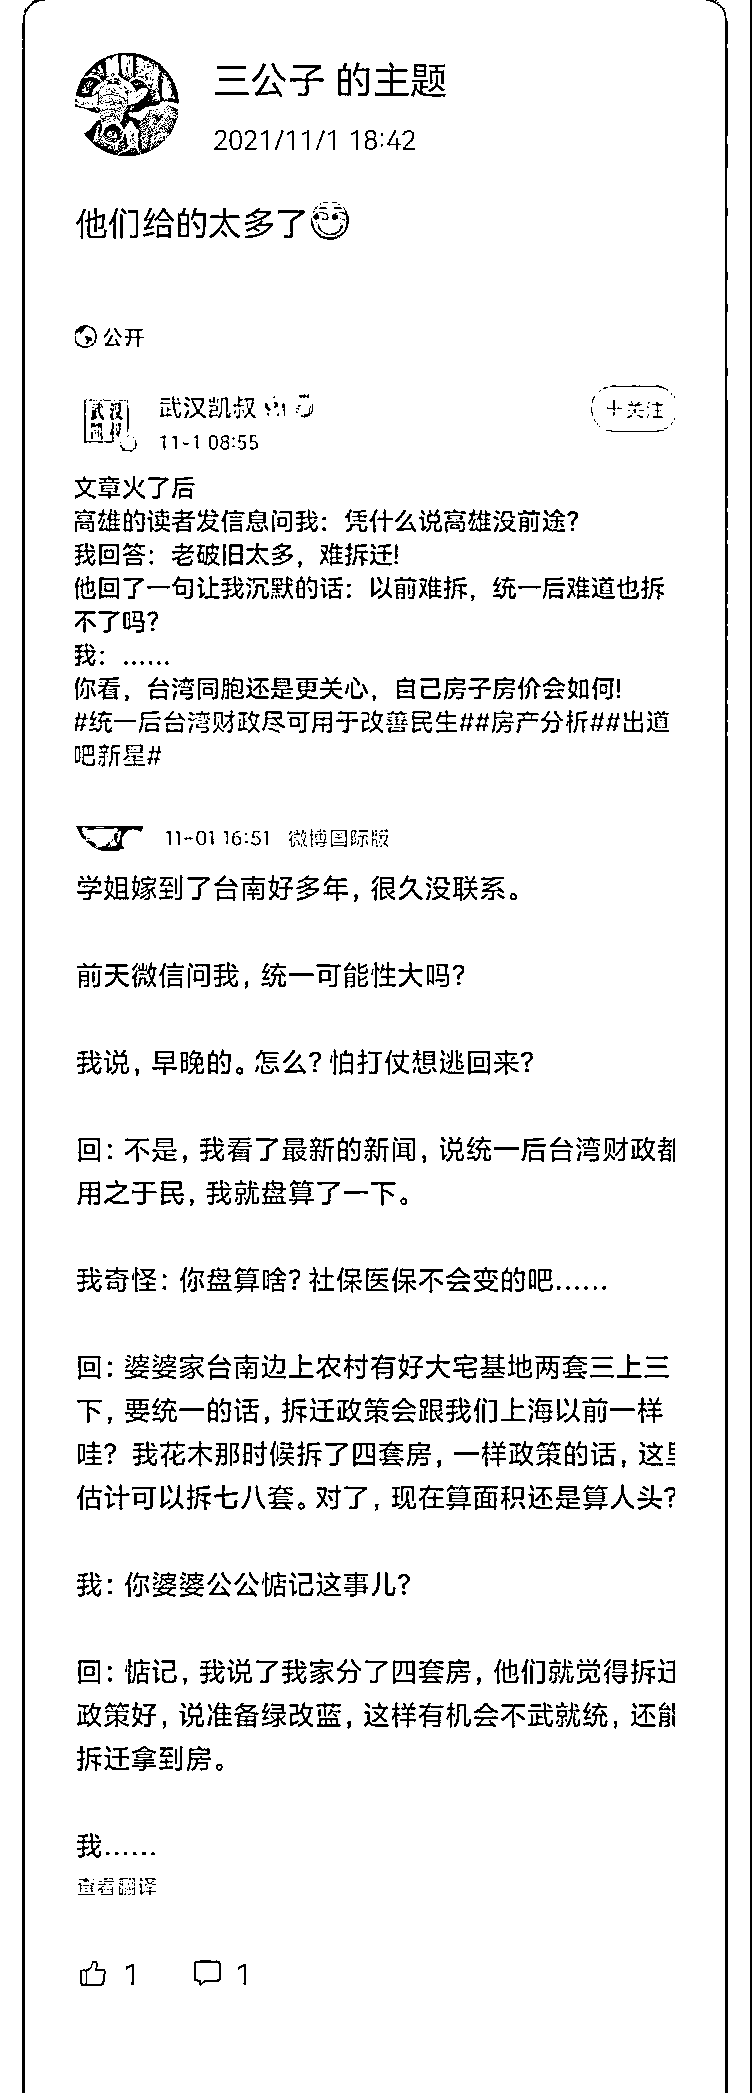 三公子 的主题
2021/11/1 18:42
他们给的太多了
公开
武汉凯叔
11-1 08:55
+关注
文章火了后
高雄的读者发信息问我：凭什么说高雄没前途？
我回答：老破旧太多，难拆迁！
他回了一句让我沉默的话：以前难拆，统一后难道也拆
不了吗？
我：……
你看，台湾同胞还是更关心，自己房子房价会如何！
#统一后台湾财政尽可用于改善民生##房产分析##出道
吧新星#
11-01 16:51 微博国际版
学姐嫁到了台南好多年，很久没联系。
前天微信问我，统一可能性大吗？
我说，早晚的。怎么？怕打仗想逃回来？
回：不是，我看了最新的新闻，说统一后台湾财政都
用之于民，我就盘算了一下。
我奇怪：你盘算啥？社保医保不会变的吧……
回：婆婆家台南边上农村有好大宅基地两套三上三
下，要统一的话，拆迁政策会跟我们上海以前一样
哇？我花木那时候拆了四套房，一样政策的话，这里
估计可以拆七八套。对了，现在算面积还是算人头？
我：你婆婆公公惦记这事儿？
回：惦记，我说了我家分了四套房，他们就觉得拆迁
政策好，说准备绿改蓝，这样有机会不武就统，还能
拆迁拿到房。
我……
查看翻译
1 1